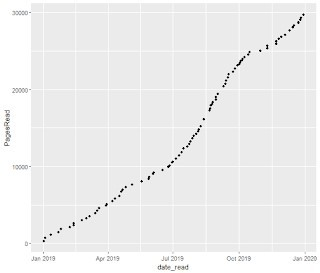 30000
20000
10000
0
PagesRead
Jan 2019
Apr 2019
Jul 2019
Oct 2019
Jan 2020
date_read